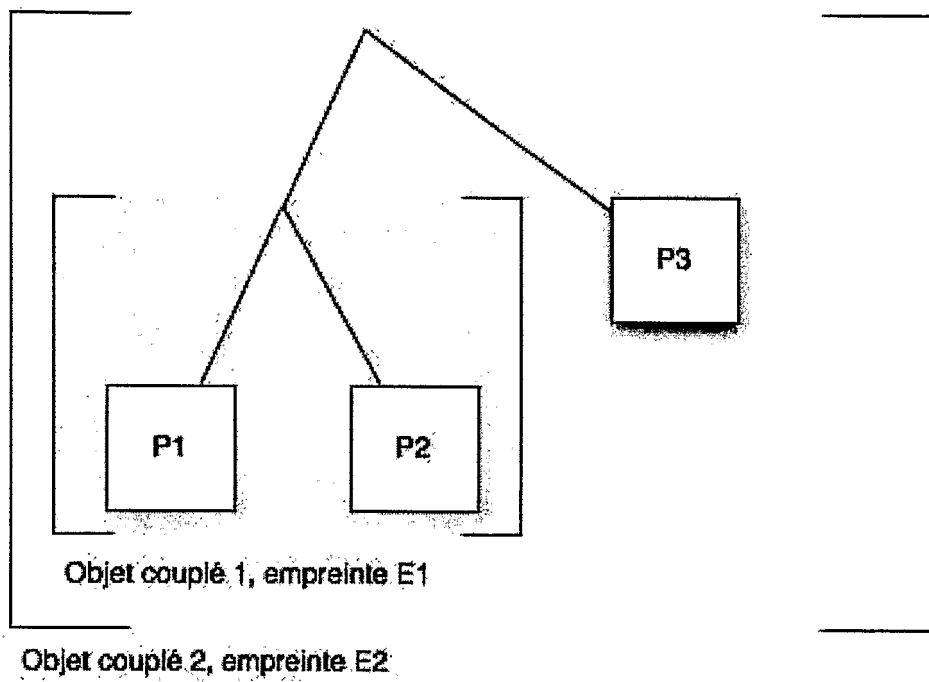 P3
P1
P2
Objet couplé 1, empreinte E1
Objet couplé 2, empreinte E2